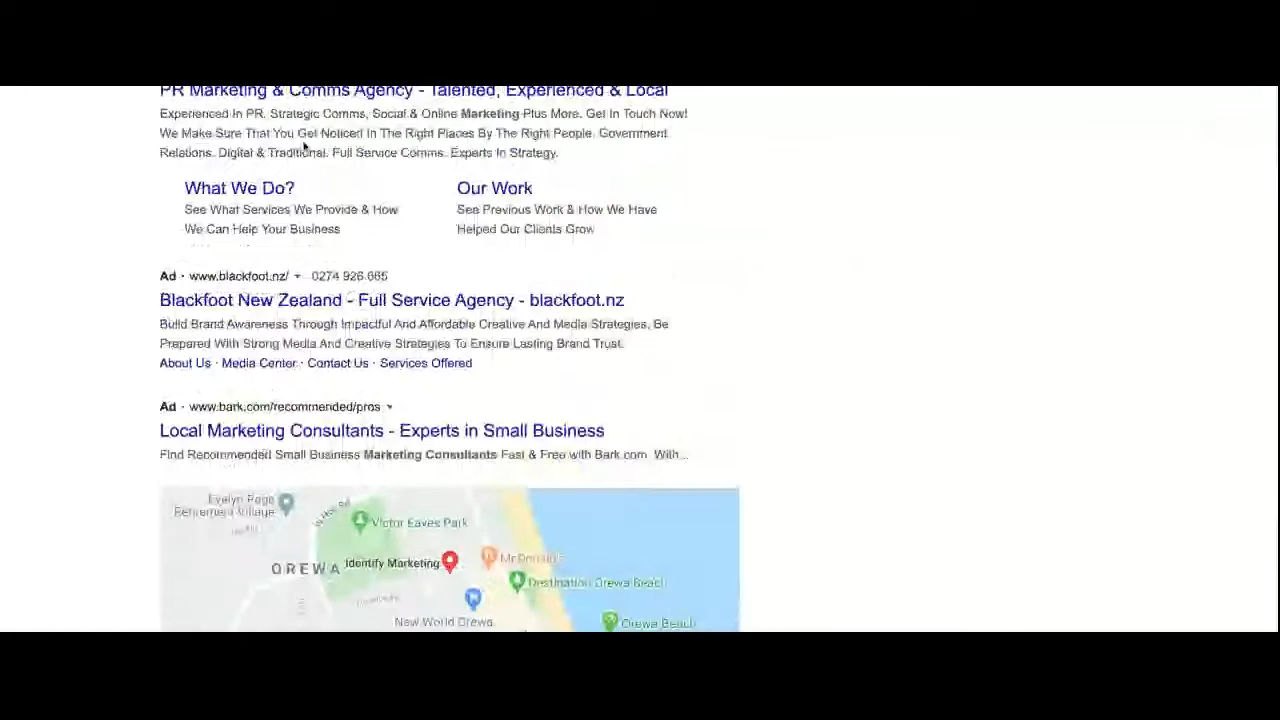 PR Marketing & Comms Agency - Talented, Experienced & Local
Experienced In PR, Strategic Comms, Social & Online Marketing Plus More. Get In Touch Now!
We Make Sure That You Get Noticed In The Right Places By The Right People. Government
Relations. Digital & Traditional. Full Service Comms. Experts In Strategy.
What We Do?
Our Work
See What Services We Provide & How
See Previous Work & How We Have
We Can Help Your Business
Helped Our Clients Grow
Ad · www.blackfoot.nz/ 0274 926 665
Blackfoot New Zealand - Full Service Agency - blackfoot.nz
Build Brand Awareness Through Impactful And Affordable Creative And Media Strategies, Be
Prepared With Strong Media And Creative Strategies To Ensure Lasting Brand Trust.
About Us · Media Center · Contact Us · Services Offered
Ad · www.bark.com/recommended/pros
Local Marketing Consultants - Experts in Small Business
Find Recommended Small Business Marketing Consultants Fast & Free with Bark.com. With...
Evelyn Page
Retirement Village
Victor Eaves Park
OREWA
Identify Marketing
McDonald's
Destination Orewa Beach
New World Orewa
Orewa Beach